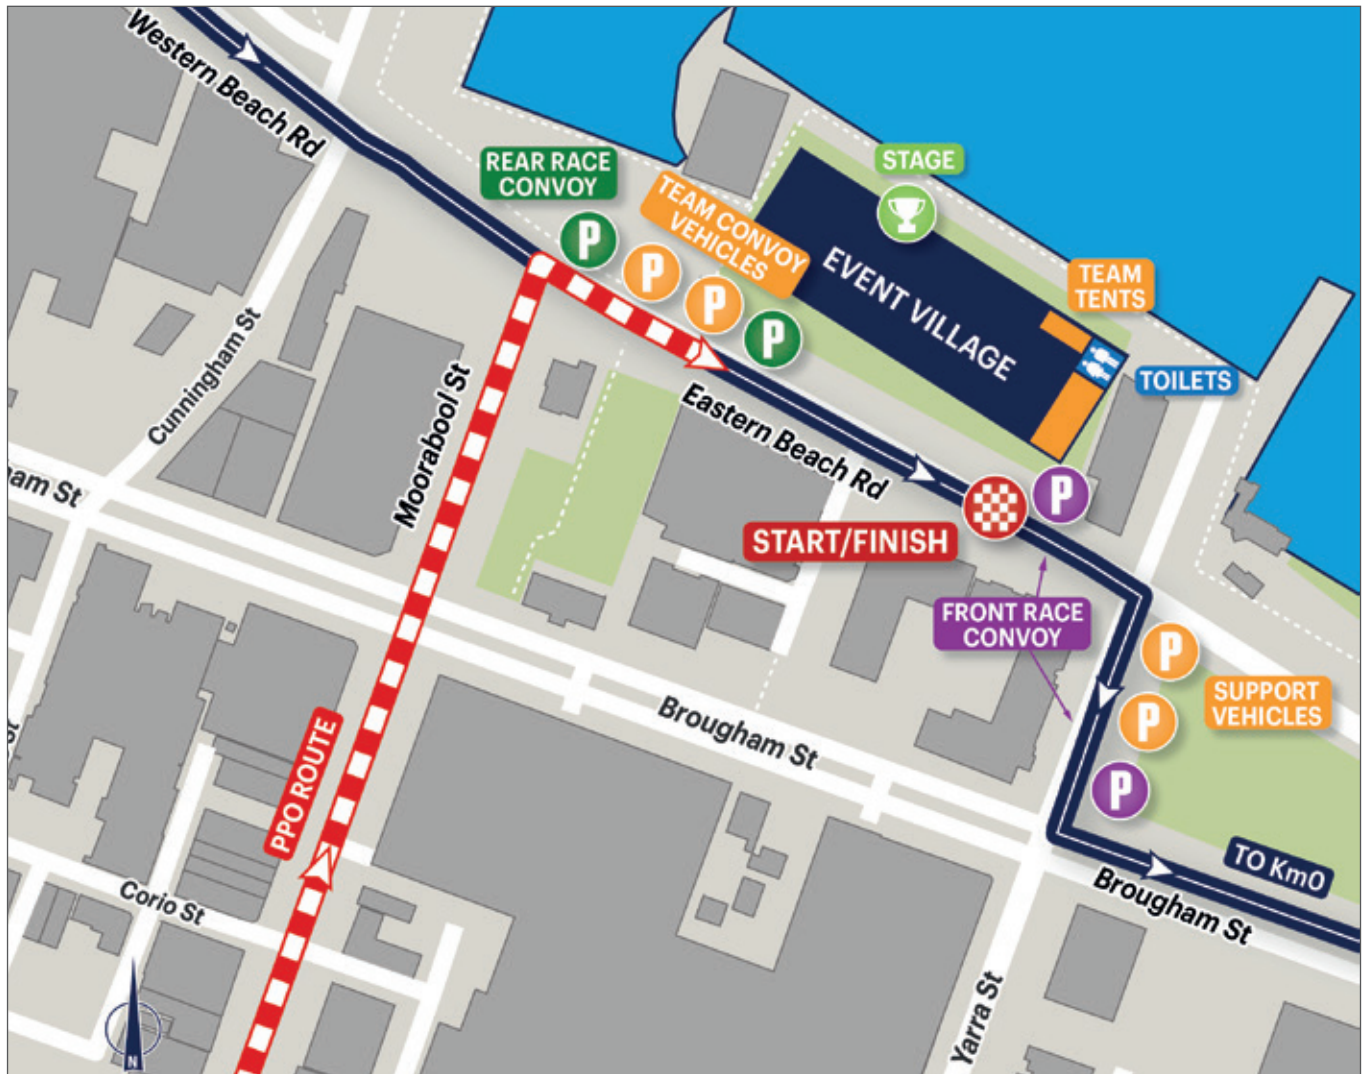 Western Beach Rd
REAR RACE
CONVOY
P
TEAM CONVOY
VEHICLES
P
P
P
STAGE
EVENT VILLAGE
TEAM
TENTS
TOILETS
Cunningham St
Moorabool St
Eastern Beach Rd
P
START/FINISH
ham St
FRONT RACE
CONVOY
P
SUPPORT
VEHICLES
P
P
Brougham St
St
PPO ROUTE
TO Km0
Brougham St
Corio St
Yarra St
N